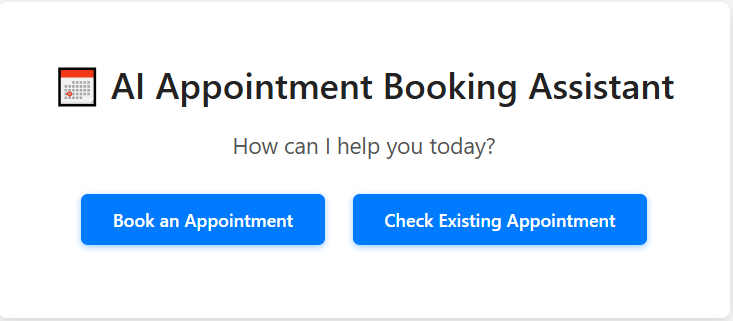 AI Appointment Booking Assistant
How can I help you today?
Book an Appointment
Check Existing Appointment